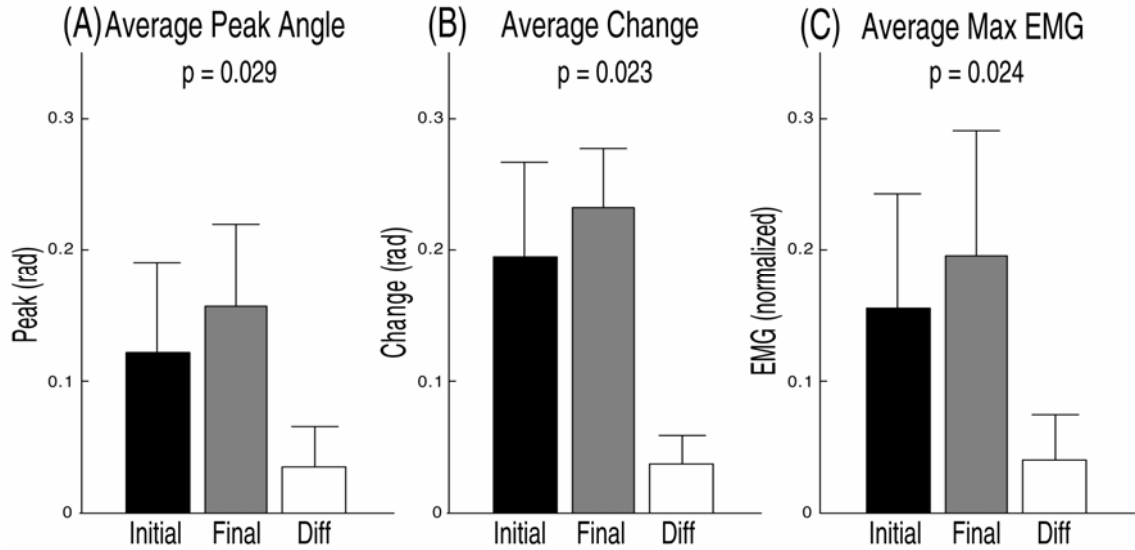 (A) Average Peak Angle
p = 0.029
0.3
0.2
0.1
0
Peak (rad)
Initial Final Diff
(B) Average Change
p = 0.023
0.3
0.2
0.1
0
Change (rad)
Initial Final Diff
(C) Average Max EMG
p = 0.024
0.3
0.2
0.1
0
EMG (normalized)
Initial Final Diff